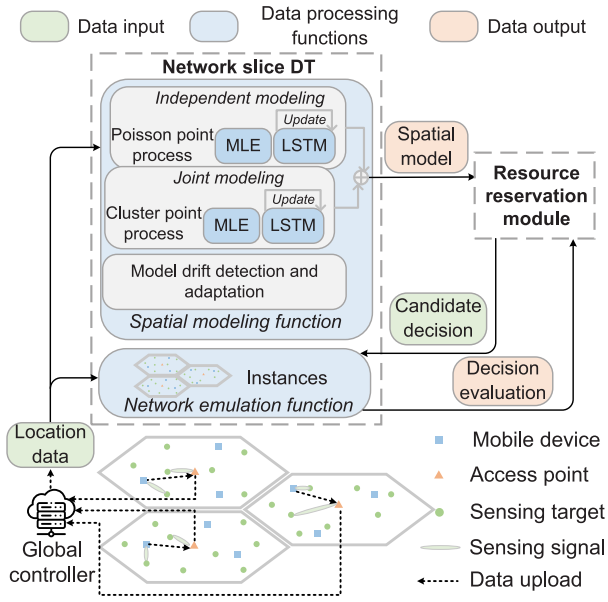 Data input
Data processing
functions
Data output
Network slice DT
Independent modeling
Update
Poisson point
process
MLE
LSTM
Joint modeling
Update
Cluster point
process
MLE
LSTM
Model drift detection and
adaptation
Spatial modeling function
Spatial
model
Resource
reservation
module
Candidate
decision
Decision
evaluation
Instances
Network emulation function
Location
data
Global
controller
Mobile device
Access point
Sensing target
Sensing signal
Data upload